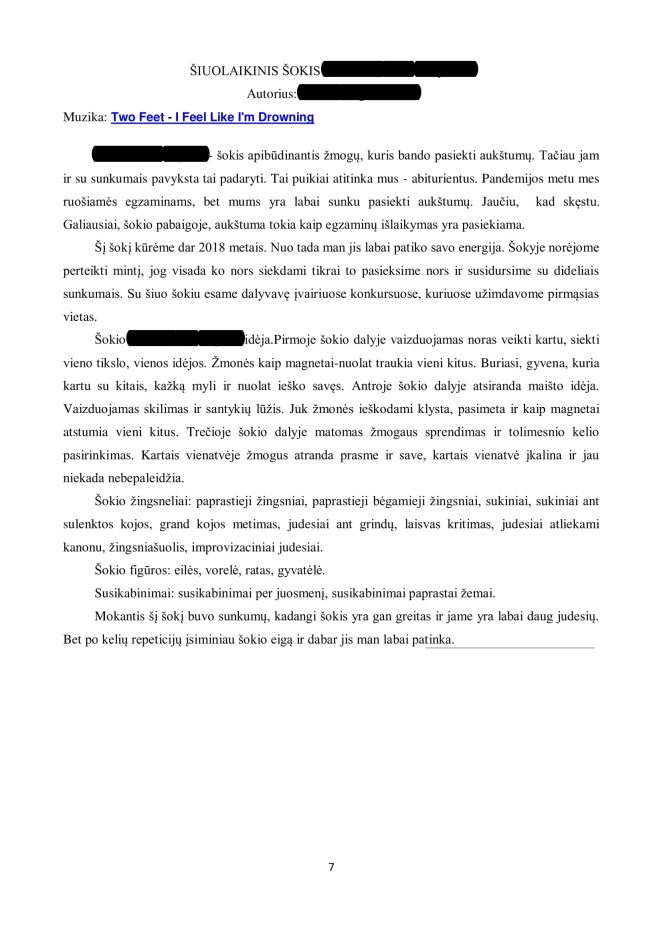 ŠIUOLAIKINIS ŠOKIS
Autorius:
Muzika: Two Feet - I Feel Like I'm Drowning
- šokis apibūdinantis žmogų, kuris bando pasiekti aukštumų. Tačiau jam
ir su sunkumais pavyksta tai padaryti. Tai puikiai atitinka mus - abiturientus. Pandemijos metu mes
ruošiamės egzaminams, bet mums yra labai sunku pasiekti aukštumų. Jaučiu, kad skęstu.
Galiausiai, šokio pabaigoje, aukštuma tokia kaip egzaminų išlaikymas yra pasiekiama.
Šį šokį kūrėme dar 2018 metais. Nuo tada man jis labai patiko savo energija. Šokyje norėjome
perteikti mintį, jog visada ko nors siekdami tikrai to pasieksime nors ir susidursime su dideliais
sunkumais. Su šiuo šokiu esame dalyvavę įvairiuose konkursuose, kuriuose užimdavome pirmąsias
vietas.
Šokio idėja.Pirmoje šokio dalyje vaizduojamas noras veikti kartu, siekti
vieno tikslo, vienos idėjos. Žmonės kaip magnetai-nuolat traukia vieni kitus. Buriasi, gyvena, kuria
kartu su kitais, kažką myli ir nuolat ieško savęs. Antroje šokio dalyje atsiranda maišto idėja.
Vaizduojamas skilimas ir santykių lūžis. Juk žmonės ieškodami klysta, pasimeta ir kaip magnetai
atstumia vieni kitus. Trečioje šokio dalyje matomas žmogaus sprendimas ir tolimesnio kelio
pasirinkimas. Kartais vienatvėje žmogus atranda prasme ir save, kartais vienatvė įkalina ir jau
niekada nebepaleidžia.
Šokio žingsneliai: paprastieji žingsniai, paprastieji bėgamieji žingsniai, sukiniai, sukiniai ant
sulenktos kojos, grand kojos metimas, judesiai ant grindų, laisvas kritimas, judesiai atliekami
kanonu, žingsniašuolis, improvizaciniai judesiai.
Šokio figūros: eilės, vorelė, ratas, gyvatėlė.
Susikabinimai: susikabinimai per juosmenį, susikabinimai paprastai žemai.
Mokantis šį šokį buvo sunkumų, kadangi šokis yra gan greitas ir jame yra labai daug judesių.
Bet po kelių repeticijų įsiminiau šokio eigą ir dabar jis man labai patinka.
7